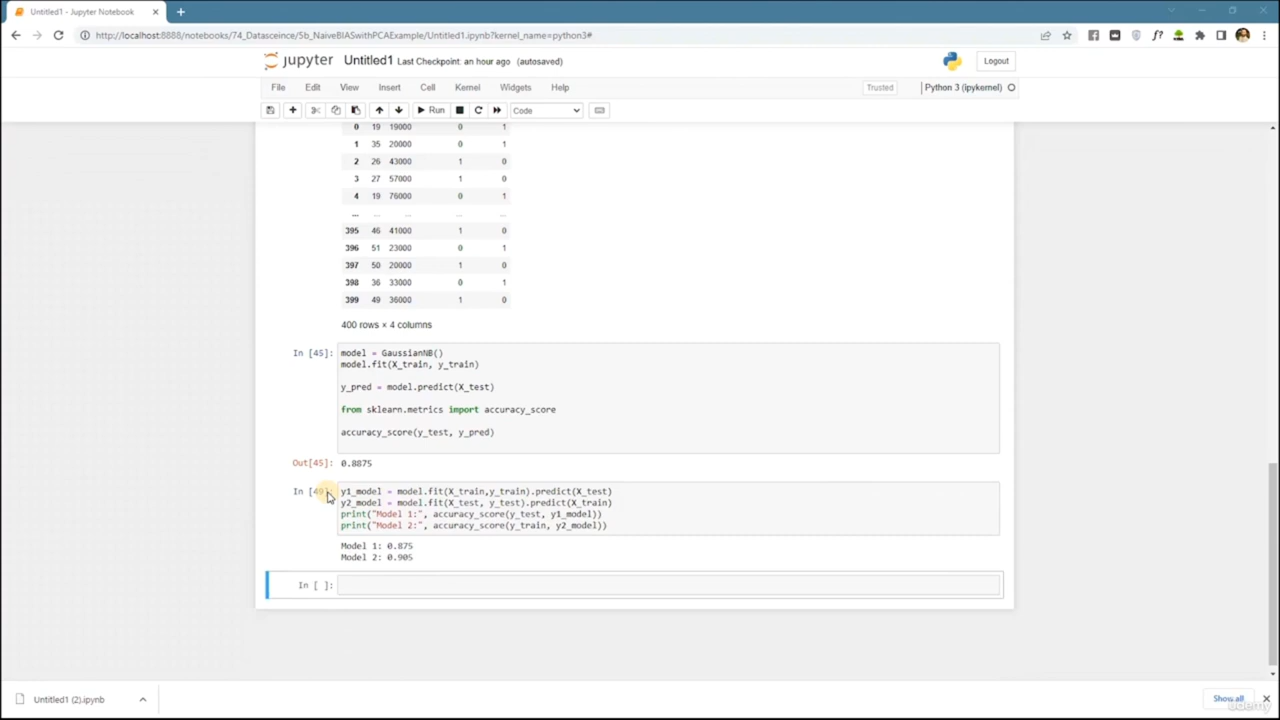 Untitled1 - Jupyter Notebook
http://localhost:8888/notebooks/74_Datasceince/5b_NaiveBIASwithPCAExample/Untitled1.ipynb?kernel_name=python3#
jupyter Untitled1 Last Checkpoint: an hour ago (autosaved)
Logout
File Edit View Insert Cell Kernel Widgets Help
Trusted Python 3 (ipykernel)
Run Code
0 19 19000 0 1
1 35 20000 0 1
2 26 43000 1 0
3 27 57000 1 0
4 19 76000 0 1
... ... ... ... ...
395 46 41000 1 0
396 51 23000 0 1
397 50 20000 1 0
398 36 33000 0 1
399 49 36000 1 0
400 rows × 4 columns
In [45]: model = GaussianNB()
model.fit(X_train, y_train)
y_pred = model.predict(X_test)
from sklearn.metrics import accuracy_score
accuracy_score(y_test, y_pred)
Out[45]: 0.8875
In [49]: y1_model = model.fit(X_train,y_train).predict(X_test)
y2_model = model.fit(X_test, y_test).predict(X_train)
print("Model 1:", accuracy_score(y_test, y1_model))
print("Model 2:", accuracy_score(y_train, y2_model))
Model 1: 0.875
Model 2: 0.905
In [ ]:
Untitled1 (2).ipynb
Show all
udemy